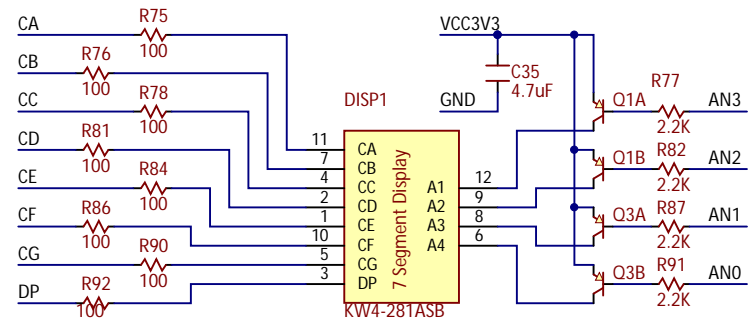 CA R75 100
VCC3V3
CB R76 100
C35 4.7uF
R77 2.2K
CC R78 100
DISP1
GND
Q1A
AN3
CD R81 100
11 CA
7 CB
Q1B R82 2.2K AN2
CE R84 100
4 CC
A1 12
2 CD
A2 9
7 Segment Display
CF R86 100
1 CE
A3 8
Q3A R87 2.2K AN1
10 CF
A4 6
CG R90 100
5 CG
3 DP
Q3B R91 2.2K AN0
DP R92 100
KW4-281ASB